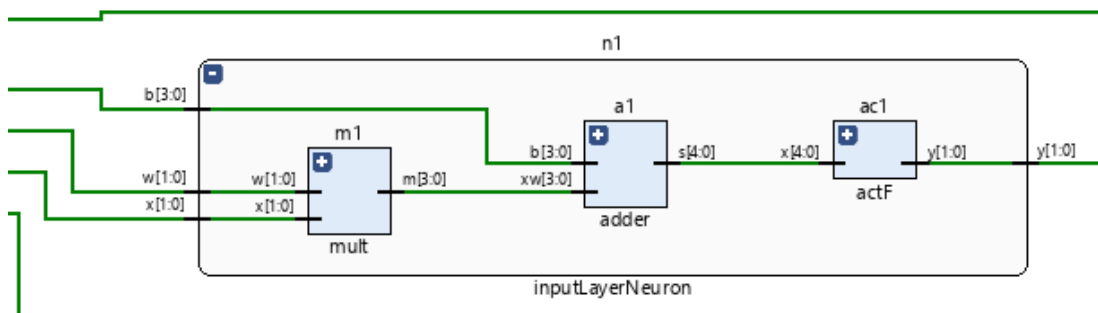 n1
b[3:0]
a1
ac1
m1
b[3:0]
s[4:0]
x[4:0]
y[1:0]
y[1:0]
w[1:0]
w[1:0]
m[3:0]
xw[3:0]
actF
x[1:0]
x[1:0]
adder
mult
inputLayerNeuron